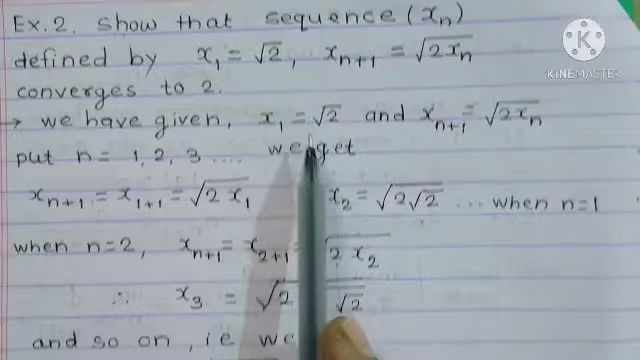 Ex. 2. Show that sequence (xₙ)
defined by x₁ = √2, xₙ₊₁ = √(2xₙ)
converges to 2.
→ we have given, x₁ = √2 and xₙ₊₁ = √(2xₙ)
put n = 1, 2, 3 .... we get
xₙ₊₁ = x₁₊₁ = √(2 x₁) x₂ = √(2√2) ... when n=1
when n=2, xₙ₊₁ = x₂₊₁ = √(2 x₂)
∴ x₃ = √2 √2
and so on, i.e. we
KINEMASTER